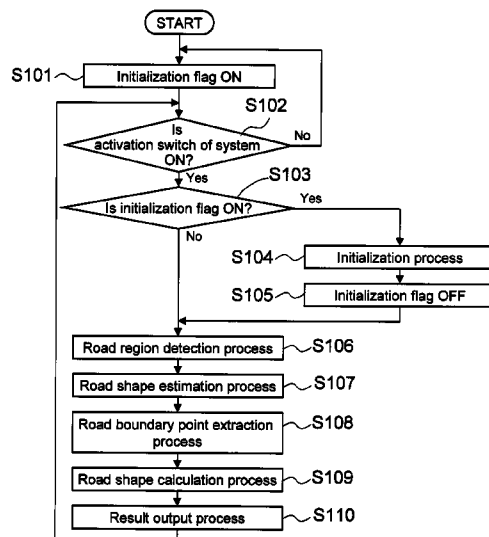 START
S101
Initialization flag ON
S102
Is
activation switch of system
ON?
No
Yes
S103
Is initialization flag ON?
Yes
No
S104
Initialization process
S105
Initialization flag OFF
Road region detection process
S106
Road shape estimation process
S107
Road boundary point extraction
process
S108
Road shape calculation process
S109
Result output process
S110